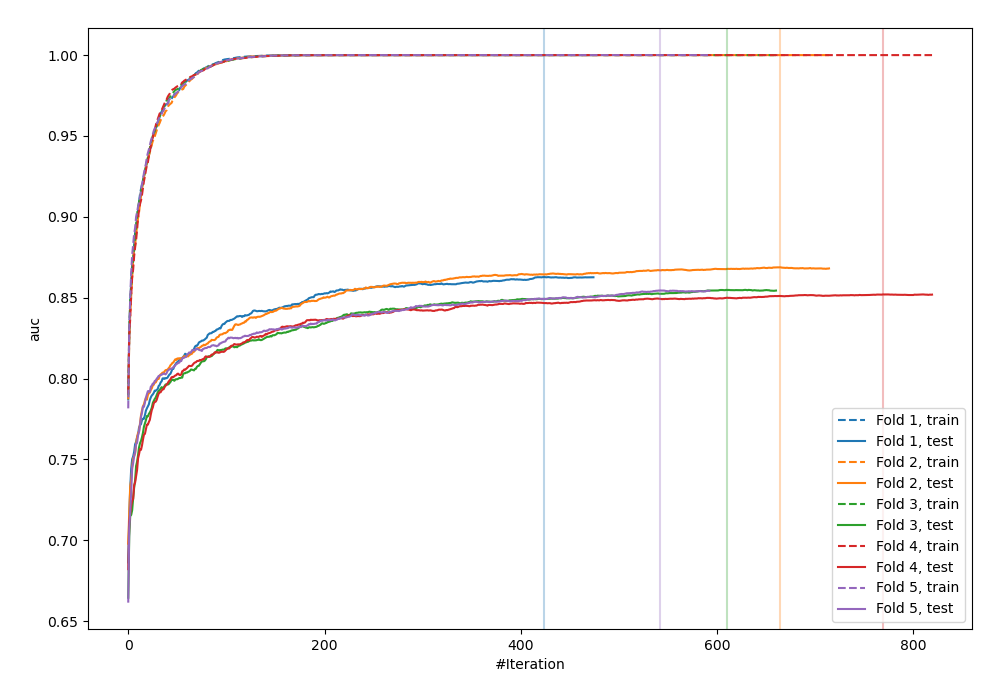 1.00
0.95
0.90
0.85
0.80
0.75
0.70
0.65
auc
0 200 400 600 800
#Iteration
Fold 1, train
Fold 1, test
Fold 2, train
Fold 2, test
Fold 3, train
Fold 3, test
Fold 4, train
Fold 4, test
Fold 5, train
Fold 5, test